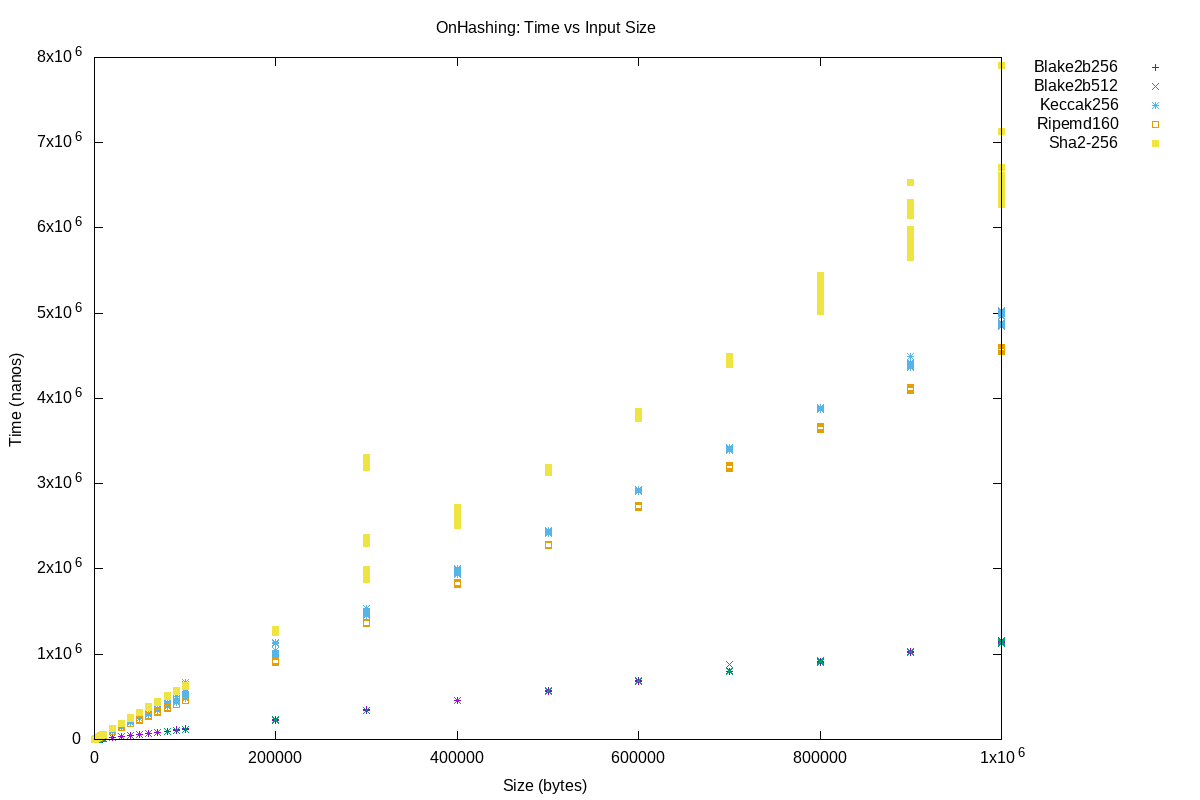 OnHashing: Time vs Input Size
8x10 6
7x10 6
6x10 6
5x10 6
4x10 6
3x10 6
2x10 6
1x10 6
0
Time (nanos)
0 200000 400000 600000 800000 1x10 6
Size (bytes)
Blake2b256
Blake2b512
Keccak256
Ripemd160
Sha2-256